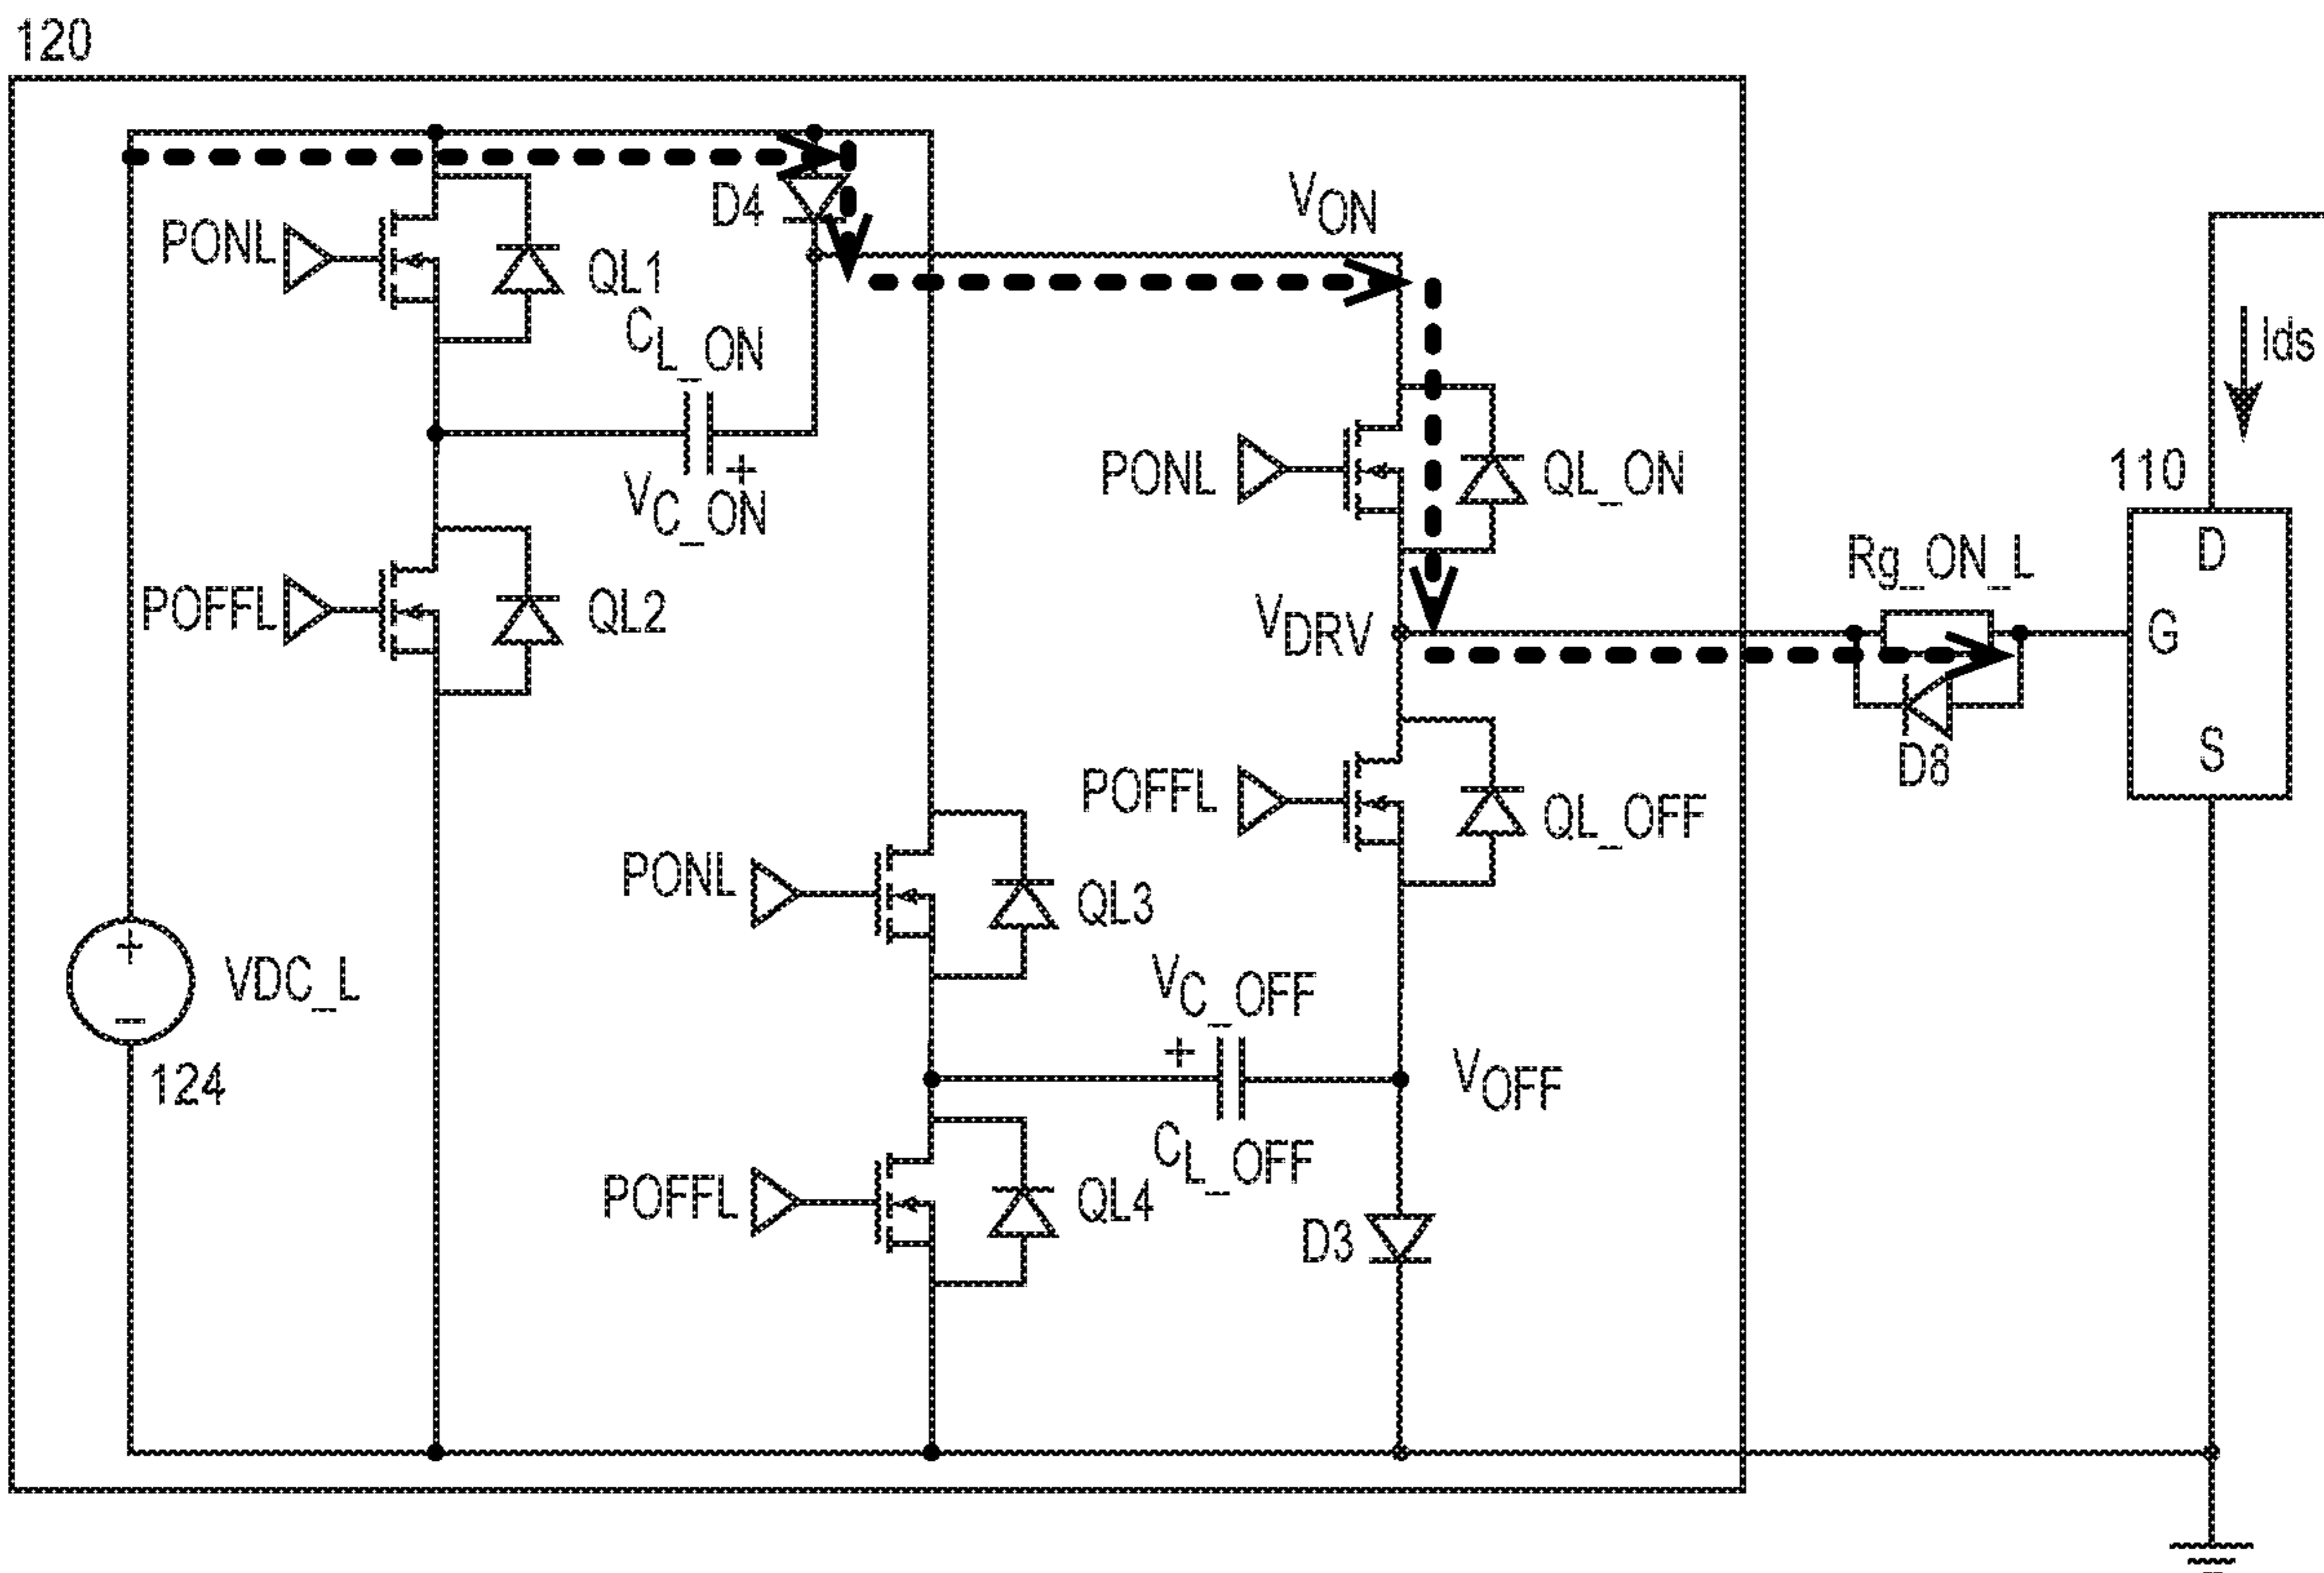 120
D4
VON
PONL
QL1
CL_ON
Ids
VC_ON
+
PONL
QL_ON
110
D
Rg_ON_L
G
POFFL
QL2
VDRV
S
D8
POFFL
QL_OFF
PONL
QL3
+
−
VDC_L
124
VC_OFF
+
VOFF
CL_OFF
POFFL
QL4
D3